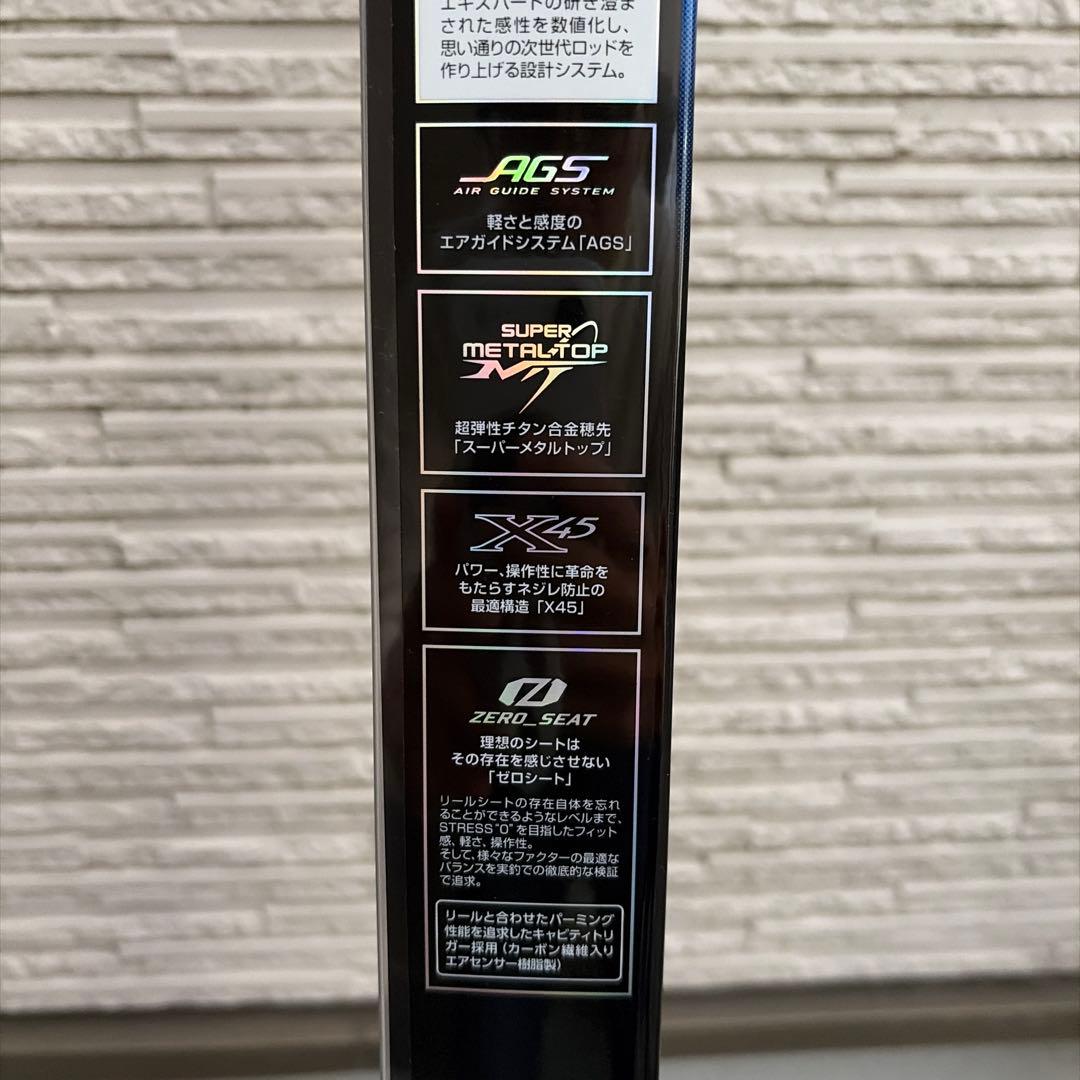 エキスパートの研ぎ澄ま
された感性を数値化し、
思い通りの次世代ロッドを
作り上げる設計システム。
AGS
AIR GUIDE SYSTEM
軽さと感度の
エアガイドシステム「AGS」
SUPER
METAL TOP
MT
超弾性チタン合金穂先
「スーパーメタルトップ」
X45
パワー、操作性に革命を
もたらすネジレ防止の
最適構造「X45」
ZERO_SEAT
理想のシートは
その存在を感じさせない
「ゼロシート」
リールシートの存在自体を忘れ
ることができるようなレベルまで、
STRESS“0”を目指したフィット
感、軽さ、操作性。
そして、様々なファクターの最適な
バランスを実釣での徹底的な検証
で追求。
リールと合わせたパーミング
性能を追求したキャビティトリ
ガー採用(カーボン繊維入り
エアセンサー樹脂製)